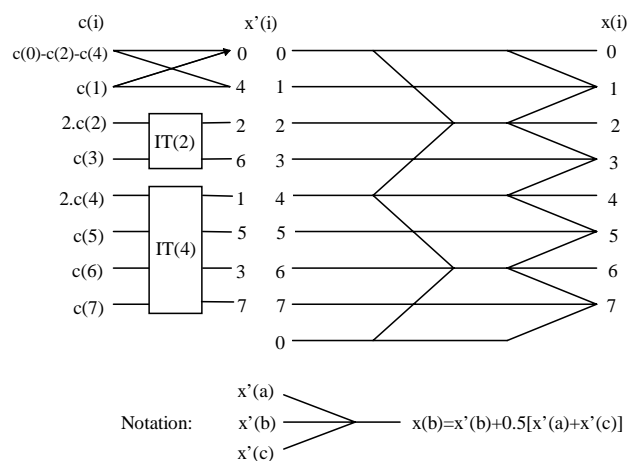 c(i) x’(i) x(i)
c(0)-c(2)-c(4) 0 0 0
c(1) 4 1 1
2.c(2) 2 2 2
IT(2)
c(3) 6 3 3
2.c(4) 1 4 4
c(5) 5 5 5
IT(4)
c(6) 3 6 6
c(7) 7 7 7
0
x’(a)
Notation: x’(b) x(b)=x’(b)+0.5[x’(a)+x’(c)]
x’(c)